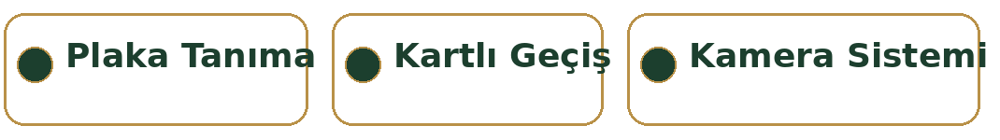 Plaka Tanıma
Kartlı Geçiş
Kamera Sistemi